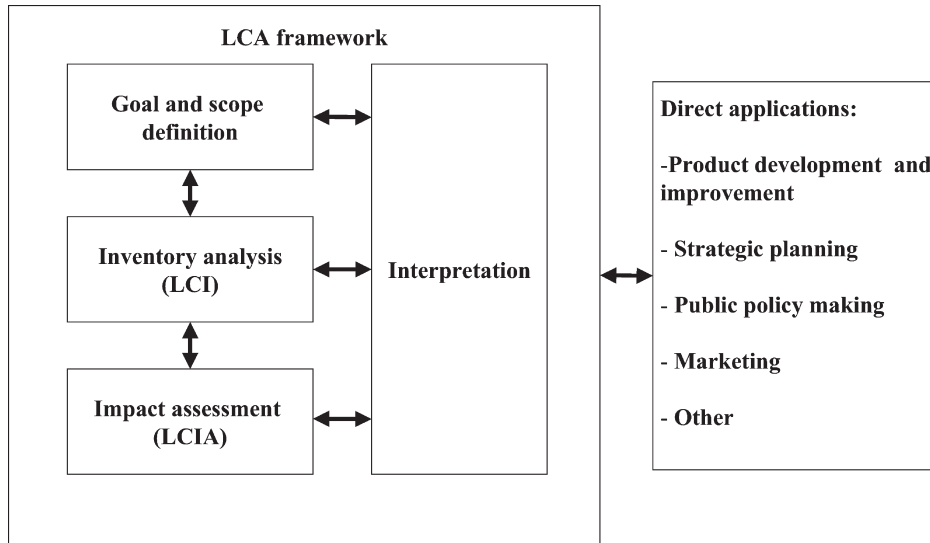 LCA framework
Goal and scope
definition
Inventory analysis
(LCI)
Impact assessment
(LCIA)
Interpretation
Direct applications:
-Product development and
improvement
- Strategic planning
- Public policy making
- Marketing
- Other